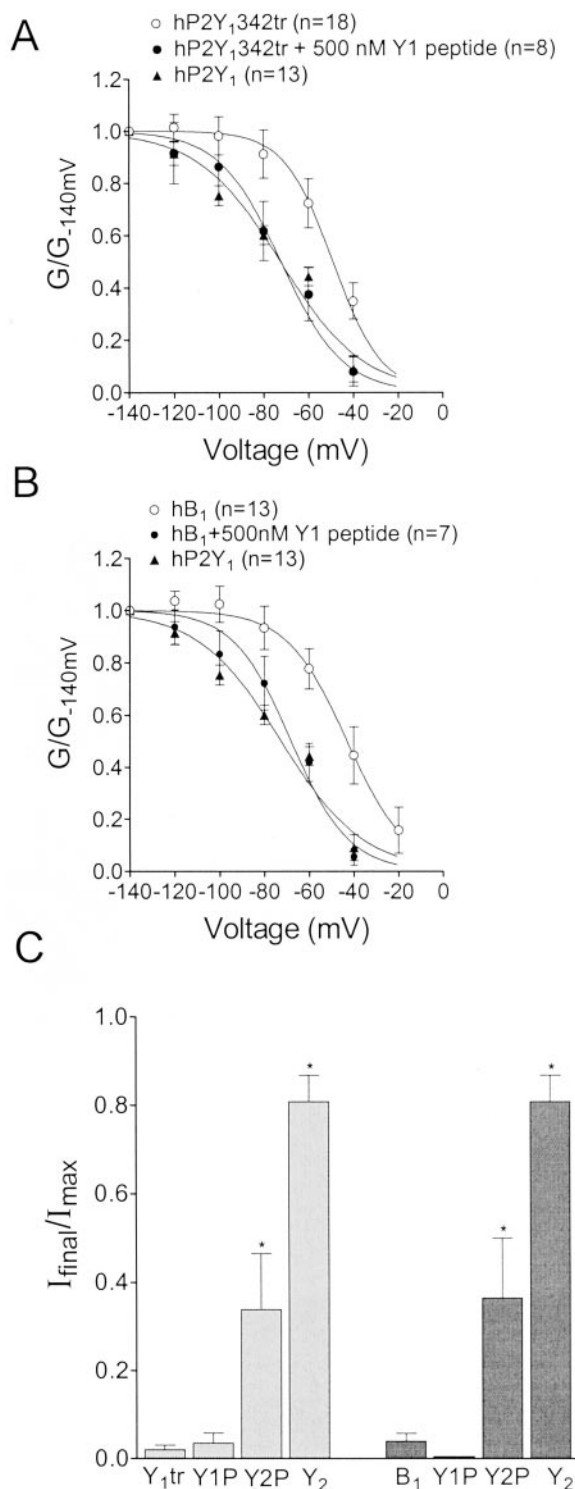 A
○ hP2Y₁342tr (n=18)
● hP2Y₁342tr + 500 nM Y1 peptide (n=8)
▲ hP2Y₁ (n=13)
1.2
1.0
0.8
0.6
0.4
0.2
0.0
G/G-140mV
-140 -120 -100 -80 -60 -40 -20 0
Voltage (mV)
B
○ hB₁ (n=13)
● hB₁+500nM Y1 peptide (n=7)
▲ hP2Y₁ (n=13)
1.2
1.0
0.8
0.6
0.4
0.2
0.0
G/G-140mV
-140 -120 -100 -80 -60 -40 -20 0
Voltage (mV)
C
1.0
0.8
0.6
0.4
0.2
0.0
Ifinal/Imax
* * * *
Y₁tr Y1P Y2P Y₂ B₁ Y1P Y2P Y₂